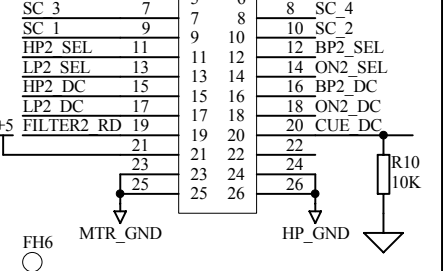 5 6
SC_3 7 7 8 8 SC_4
SC_1 9 9 10 10 SC_2
HP2_SEL 11 11 12 12 BP2_SEL
LP2_SEL 13 13 14 14 ON2_SEL
HP2_DC 15 15 16 16 BP2_DC
LP2_DC 17 17 18 18 ON2_DC
+5 FILTER2_RD 19 19 20 20 CUE_DC
21 21 22 22
23 23 24 24 R10
25 25 26 26 10K
MTR_GND HP_GND
FH6